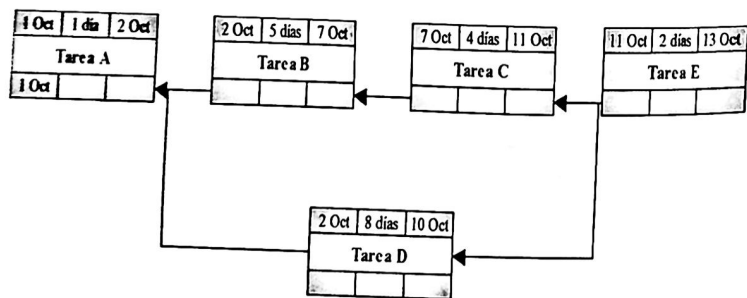 1 Oct 1 día 2 Oct
Tarea A
1 Oct
2 Oct 5 días 7 Oct
Tarea B
7 Oct 4 días 11 Oct
Tarea C
11 Oct 2 días 13 Oct
Tarea E
2 Oct 8 días 10 Oct
Tarea D